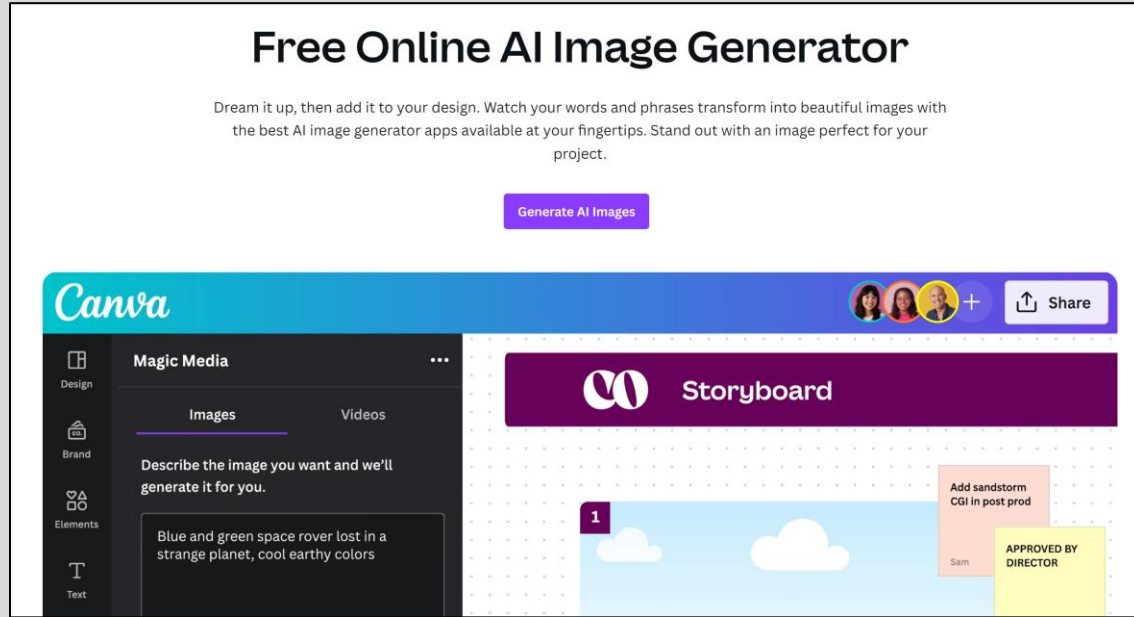 Free Online AI Image Generator
Dream it up, then add it to your design. Watch your words and phrases transform into beautiful images with
the best AI image generator apps available at your fingertips. Stand out with an image perfect for your
project.
Generate AI Images
Canva
Share
Design
Brand
CO.
Elements
Text
Magic Media
Images
Videos
Describe the image you want and we'll
generate it for you.
Blue and green space rover lost in a
strange planet, cool earthy colors
Storyboard
1
Add sandstorm
CGI in post prod
Sam
APPROVED BY
DIRECTOR